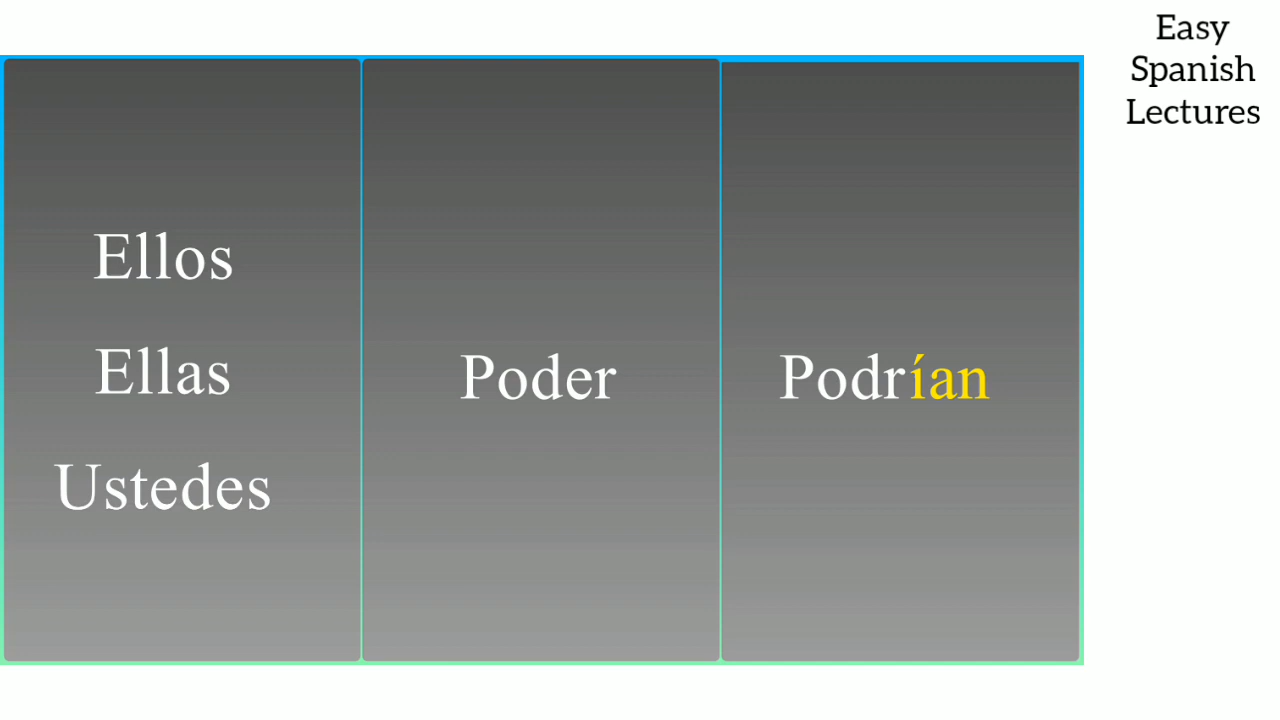 Easy
Spanish
Lectures
Ellos
Ellas
Ustedes
Poder
Podrían